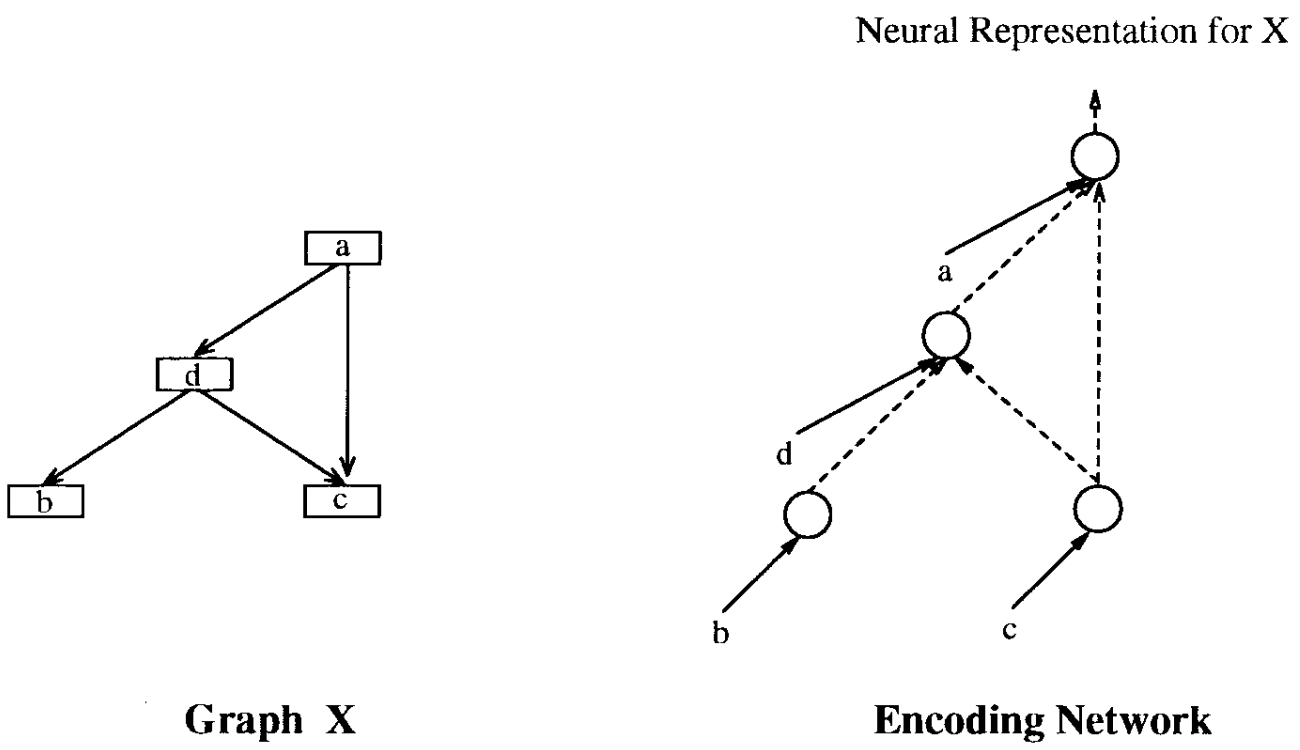 Neural Representation for X
a
a
d
d
b
c
b
c
Graph X
Encoding Network